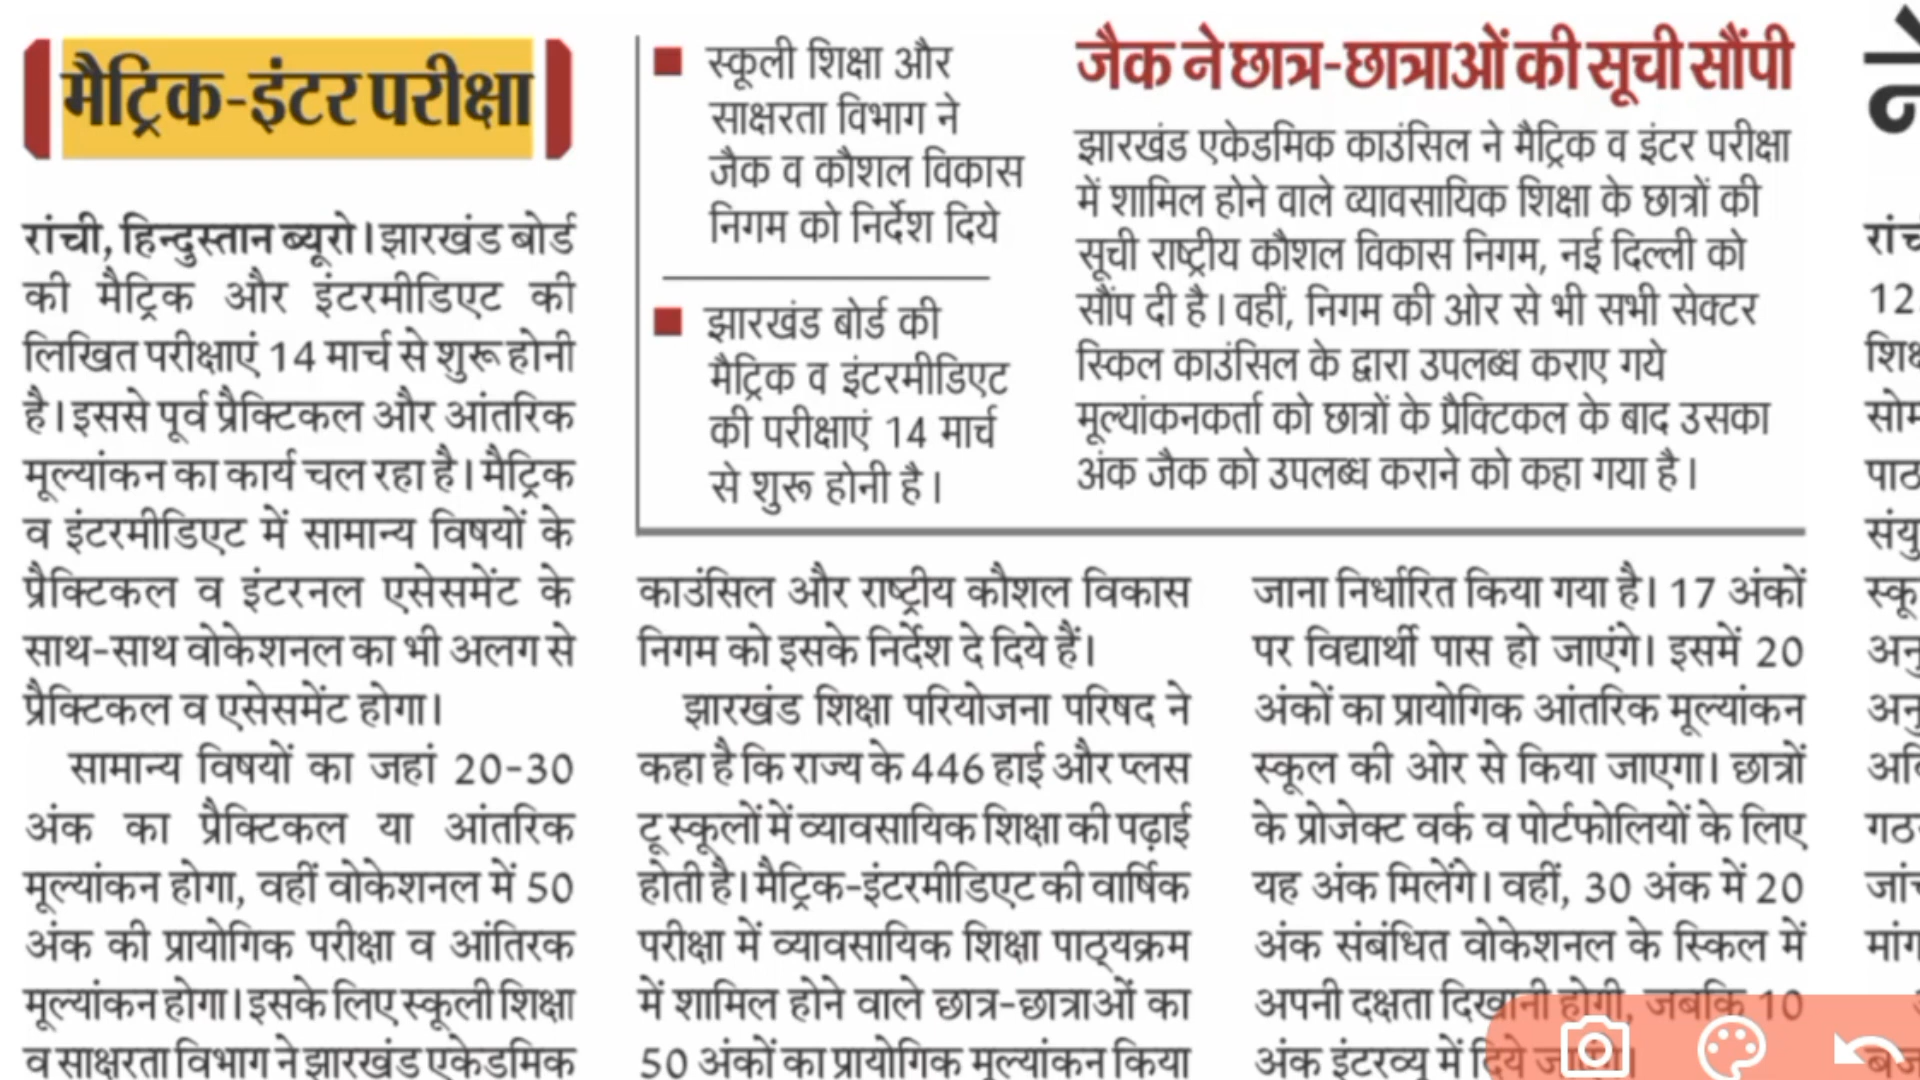 मैट्रिक-इंटर परीक्षा
रांची, हिन्दुस्तान ब्यूरो। झारखंड बोर्ड
की मैट्रिक और इंटरमीडिएट की
लिखित परीक्षाएं 14 मार्च से शुरू होनी
है। इससे पूर्व प्रैक्टिकल और आंतरिक
मूल्यांकन का कार्य चल रहा है। मैट्रिक
व इंटरमीडिएट में सामान्य विषयों के
प्रैक्टिकल व इंटरनल एसेसमेंट के
साथ-साथ वोकेशनल का भी अलग से
प्रैक्टिकल व एसेसमेंट होगा।
सामान्य विषयों का जहां 20-30
अंक का प्रैक्टिकल या आंतरिक
मूल्यांकन होगा, वहीं वोकेशनल में 50
अंक की प्रायोगिक परीक्षा व आंतिरक
मूल्यांकन होगा। इसके लिए स्कूली शिक्षा
व साक्षरता विभाग ने झारखंड एकेडमिक
स्कूली शिक्षा और
साक्षरता विभाग ने
जैक व कौशल विकास
निगम को निर्देश दिये
झारखंड बोर्ड की
मैट्रिक व इंटरमीडिएट
की परीक्षाएं 14 मार्च
से शुरू होनी है।
जैक ने छात्र-छात्राओं की सूची सौंपी
झारखंड एकेडमिक काउंसिल ने मैट्रिक व इंटर परीक्षा
में शामिल होने वाले व्यावसायिक शिक्षा के छात्रों की
सूची राष्ट्रीय कौशल विकास निगम, नई दिल्ली को
सौंप दी है। वहीं, निगम की ओर से भी सभी सेक्टर
स्किल काउंसिल के द्वारा उपलब्ध कराए गये
मूल्यांकनकर्ता को छात्रों के प्रैक्टिकल के बाद उसका
अंक जैक को उपलब्ध कराने को कहा गया है।
काउंसिल और राष्ट्रीय कौशल विकास
निगम को इसके निर्देश दे दिये हैं।
झारखंड शिक्षा परियोजना परिषद ने
कहा है कि राज्य के 446 हाई और प्लस
टू स्कूलों में व्यावसायिक शिक्षा की पढ़ाई
होती है। मैट्रिक-इंटरमीडिएट की वार्षिक
परीक्षा में व्यावसायिक शिक्षा पाठ्यक्रम
में शामिल होने वाले छात्र-छात्राओं का
50 अंकों का प्रायोगिक मूल्यांकन किया
जाना निर्धारित किया गया है। 17 अंकों
पर विद्यार्थी पास हो जाएंगे। इसमें 20
अंकों का प्रायोगिक आंतरिक मूल्यांकन
स्कूल की ओर से किया जाएगा। छात्रों
के प्रोजेक्ट वर्क व पोर्टफोलियों के लिए
यह अंक मिलेंगे। वहीं, 30 अंक में 20
अंक संबंधित वोकेशनल के स्किल में
अपनी दक्षता दिखानी होगी, जबकि 10
अंक इंटरव्यू में दिये
12